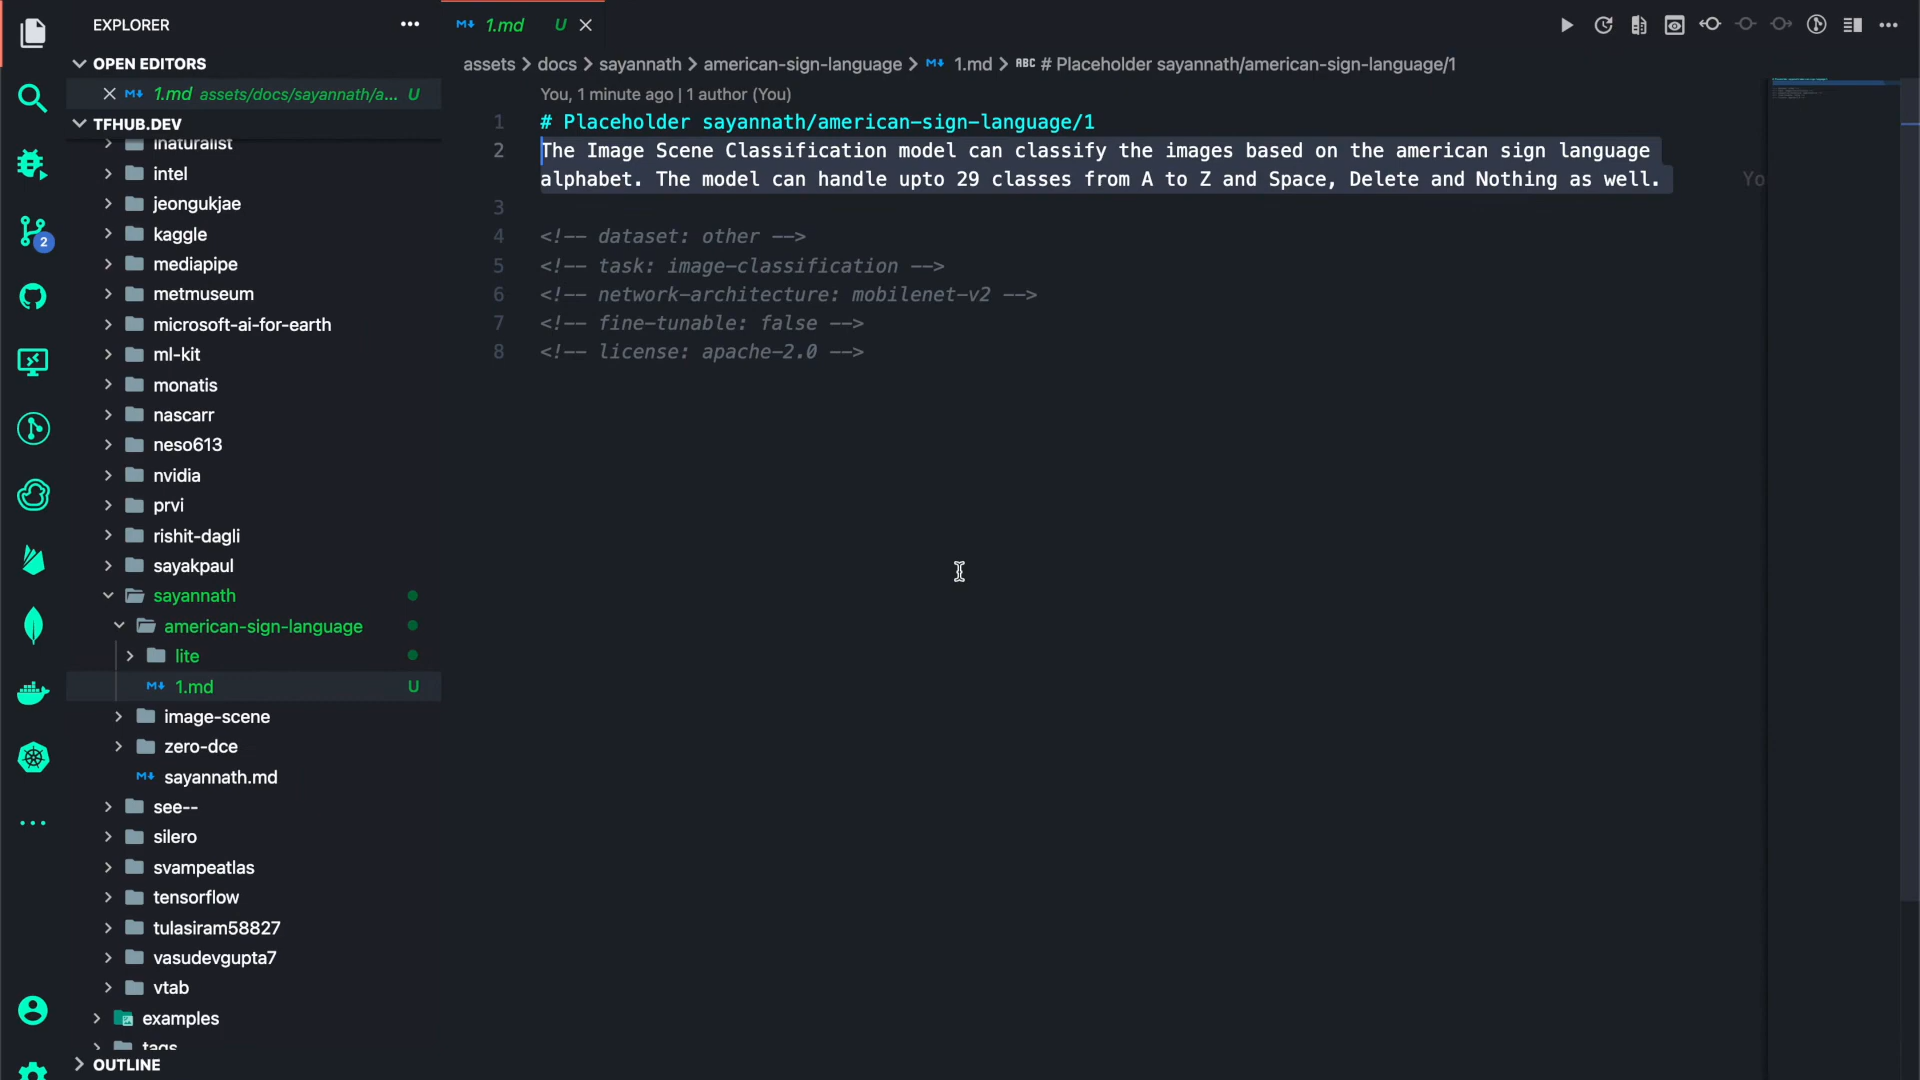 EXPLORER
1.md U
OPEN EDITORS
1.md assets/docs/sayannath/a... U
assets > docs > sayannath > american-sign-language > 1.md > # Placeholder sayannath/american-sign-language/1
TFHUB.DEV
You, 1 minute ago | 1 author (You)
1 # Placeholder sayannath/american-sign-language/1
2 The Image Scene Classification model can classify the images based on the american sign language
alphabet. The model can handle upto 29 classes from A to Z and Space, Delete and Nothing as well. Yo
3
4 <!-- dataset: other -->
5 <!-- task: image-classification -->
6 <!-- network-architecture: mobilenet-v2 -->
7 <!-- fine-tunable: false -->
8 <!-- license: apache-2.0 -->
inaturalist
intel
jeongukjae
kaggle
mediapipe
metmuseum
microsoft-ai-for-earth
ml-kit
monatis
nascarr
neso613
nvidia
prvi
rishit-dagli
sayakpaul
sayannath
american-sign-language
lite
1.md U
image-scene
zero-dce
sayannath.md
see--
silero
svampeatlas
tensorflow
tulasiram58827
vasudevgupta7
vtab
examples
tags
OUTLINE
2